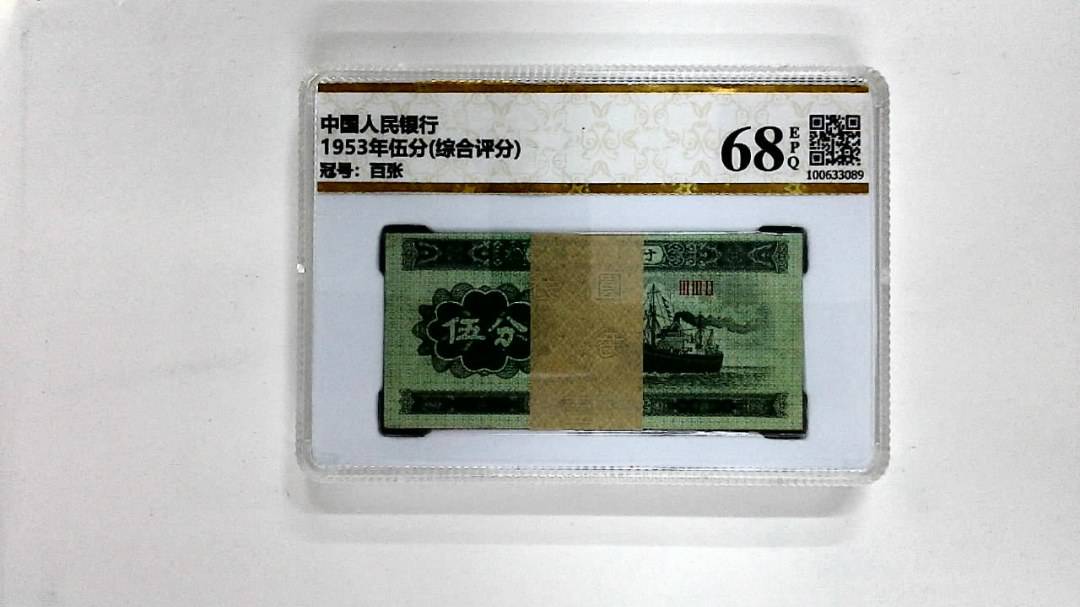 中国人民银行
1953年伍分(综合评分)
冠号：百张
68
EPQ
100633089
伍分